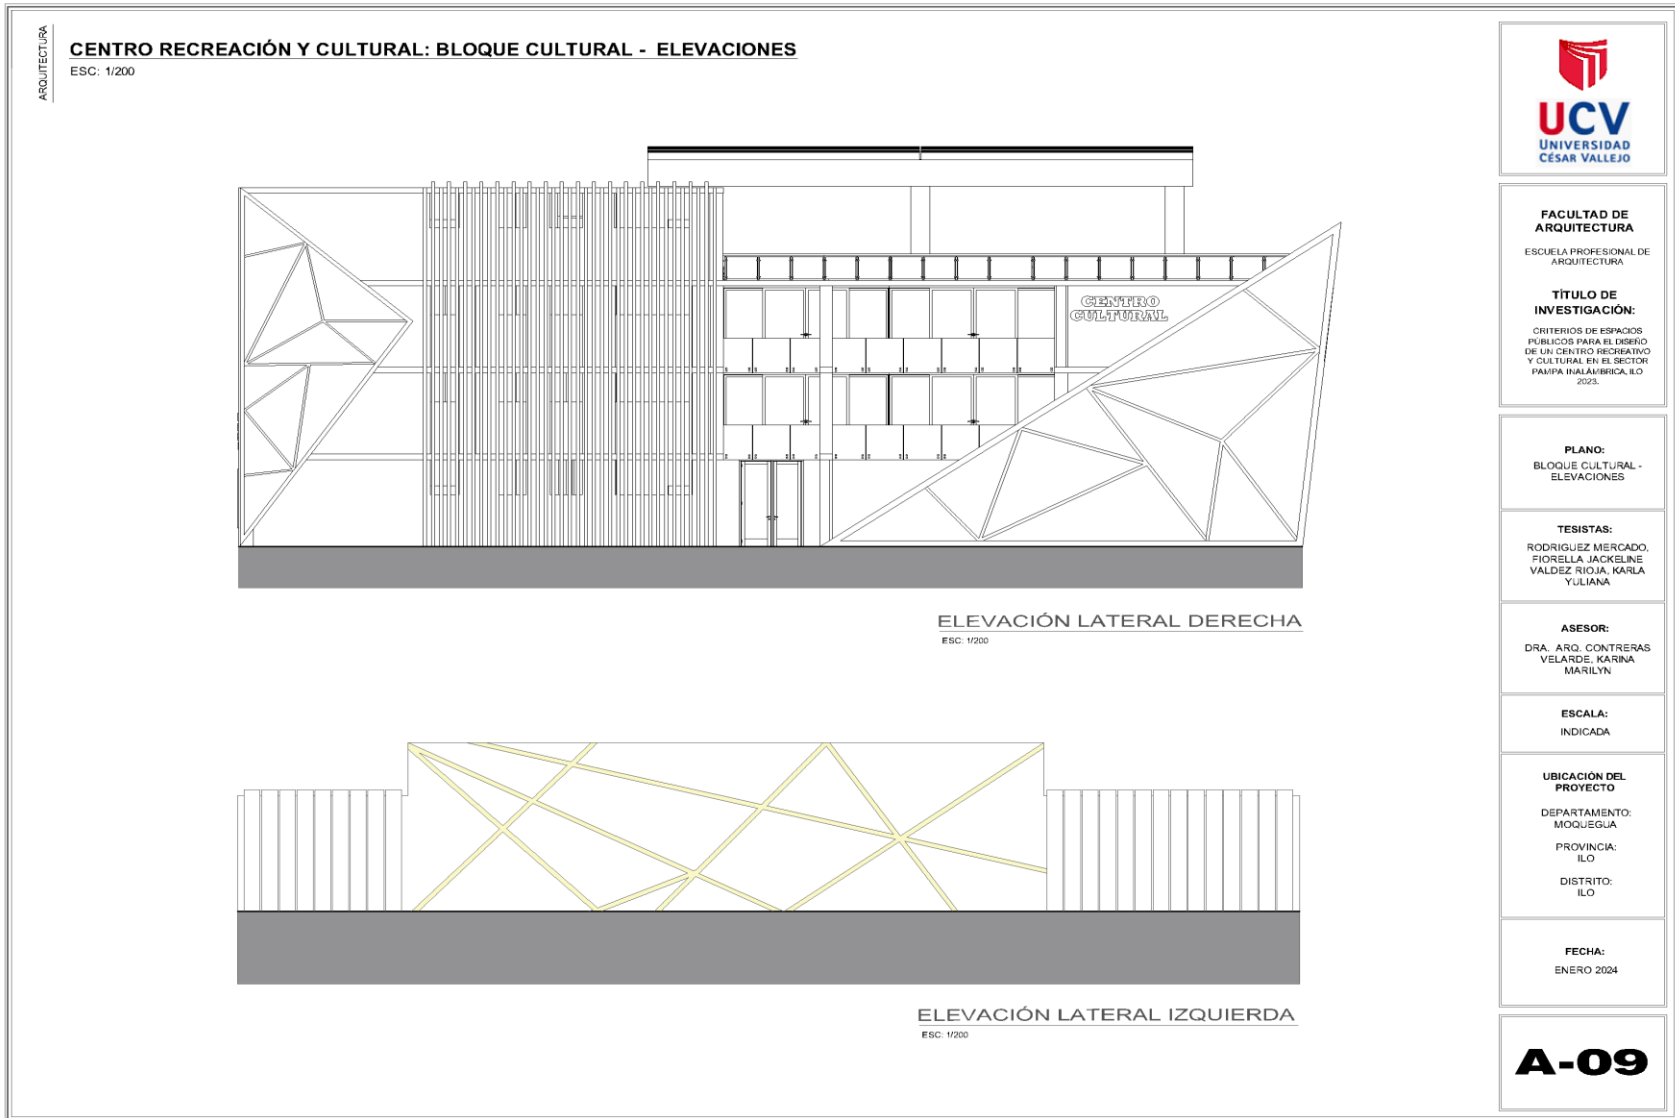 ARQUITECTURA
CENTRO RECREACIÓN Y CULTURAL: BLOQUE CULTURAL - ELEVACIONES
ESC: 1/200
CENTRO
CULTURAL
ELEVACIÓN LATERAL DERECHA
ESC: 1/200
ELEVACIÓN LATERAL IZQUIERDA
ESC: 1/200
UCV
UNIVERSIDAD
CÉSAR VALLEJO
FACULTAD DE
ARQUITECTURA
ESCUELA PROFESIONAL DE
ARQUITECTURA
TÍTULO DE
INVESTIGACIÓN:
CRITERIOS DE ESPACIOS
PÚBLICOS PARA EL DISEÑO
DE UN CENTRO RECREATIVO
Y CULTURAL EN EL SECTOR
PAMPA INALÁMBRICA, ILO
2023.
PLANO:
BLOQUE CULTURAL -
ELEVACIONES
TESISTAS:
RODRIGUEZ MERCADO,
FIORELLA JACKELINE
VALDEZ RIOJA, KARLA
YULIANA
ASESOR:
DRA. ARQ. CONTRERAS
VELARDE, KARINA
MARILYN
ESCALA:
INDICADA
UBICACIÓN DEL
PROYECTO
DEPARTAMENTO:
MOQUEGUA
PROVINCIA:
ILO
DISTRITO:
ILO
FECHA:
ENERO 2024
A-09